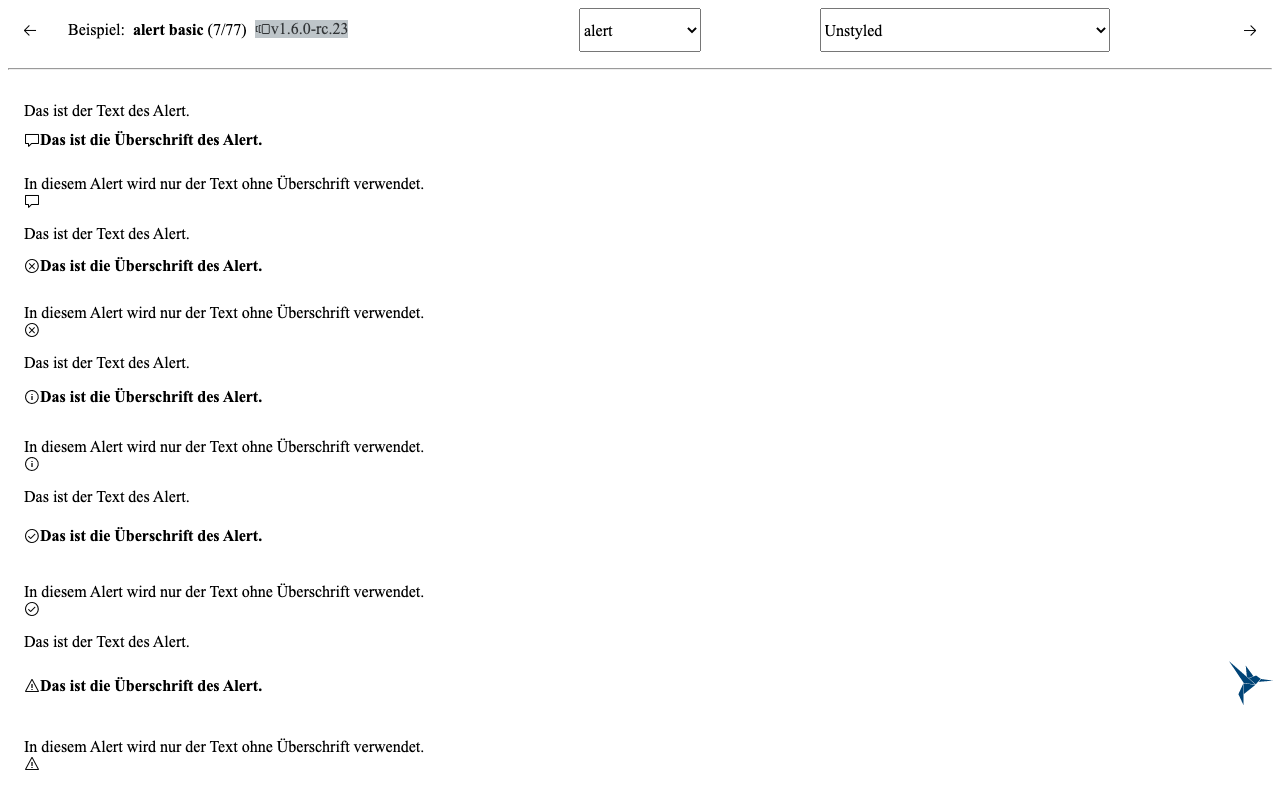 Beispiel: alert basic (7/77) v1.6.0-rc.23 alert Unstyled
Das ist der Text des Alert.
Das ist die Überschrift des Alert.
In diesem Alert wird nur der Text ohne Überschrift verwendet.
Das ist der Text des Alert.
Das ist die Überschrift des Alert.
In diesem Alert wird nur der Text ohne Überschrift verwendet.
Das ist der Text des Alert.
Das ist die Überschrift des Alert.
In diesem Alert wird nur der Text ohne Überschrift verwendet.
Das ist der Text des Alert.
Das ist die Überschrift des Alert.
In diesem Alert wird nur der Text ohne Überschrift verwendet.
Das ist der Text des Alert.
Das ist die Überschrift des Alert.
In diesem Alert wird nur der Text ohne Überschrift verwendet.